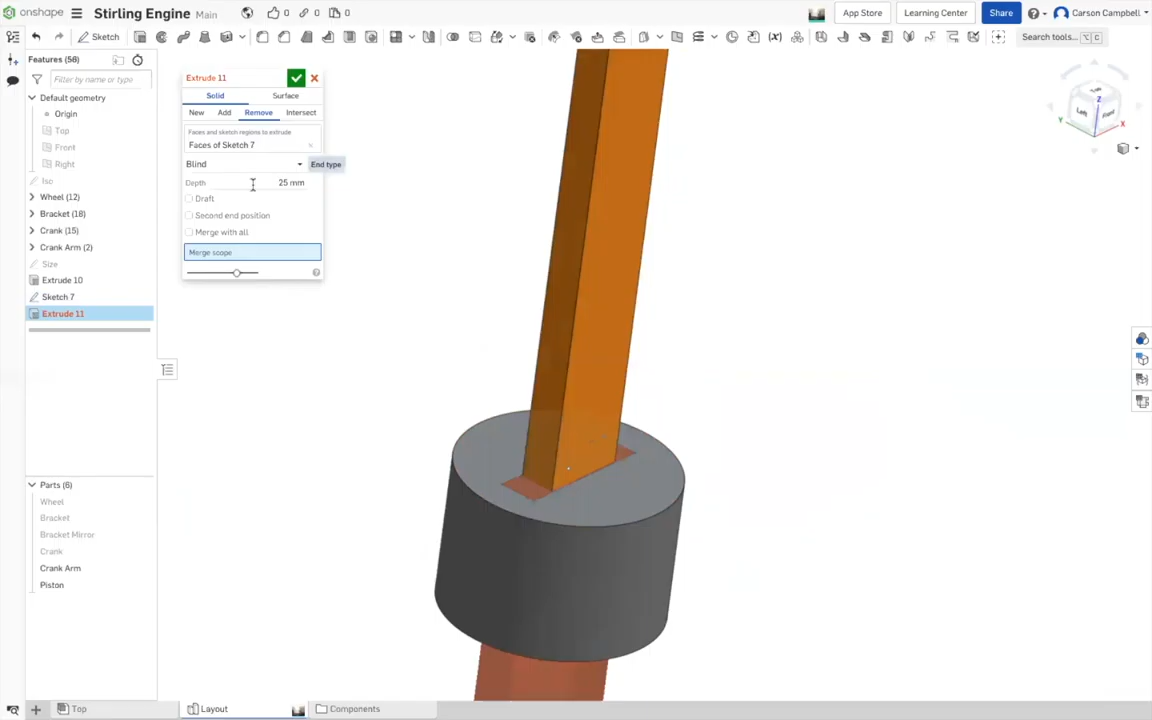 onshape Stirling Engine Main 0 0 0 App Store Learning Center Share Carson Campbell
Sketch Search tools... ⌥ C
Features (56)
Filter by name or type
Default geometry
Origin
Top
Front
Right
Iso
Wheel (12)
Bracket (18)
Crank (15)
Crank Arm (2)
Size
Extrude 10
Sketch 7
Extrude 11
Extrude 11
Solid Surface
New Add Remove Intersect
Faces and sketch regions to extrude
Faces of Sketch 7
Blind End type
Depth 25 mm
Draft
Second end position
Merge with all
Merge scope
Left Front
Z
Y X
Parts (6)
Wheel
Bracket
Bracket Mirror
Crank
Crank Arm
Piston
Top Layout Components